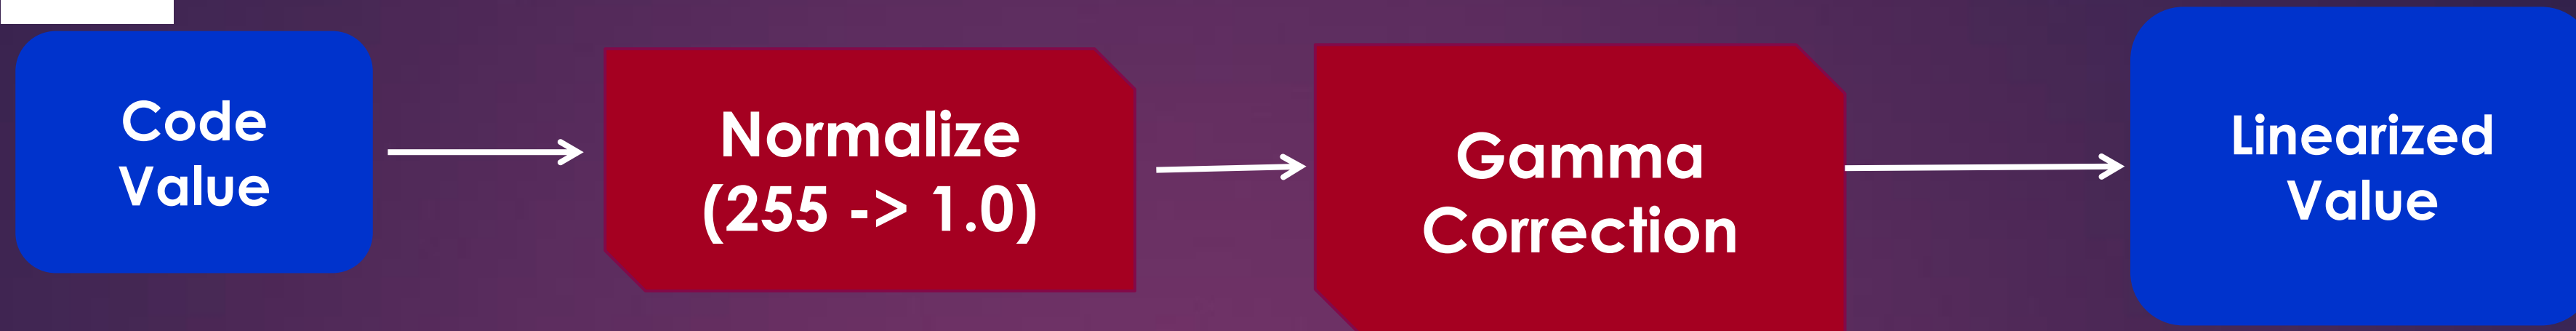 Code
Value
Normalize
(255 -> 1.0)
Gamma
Correction
Linearized
Value